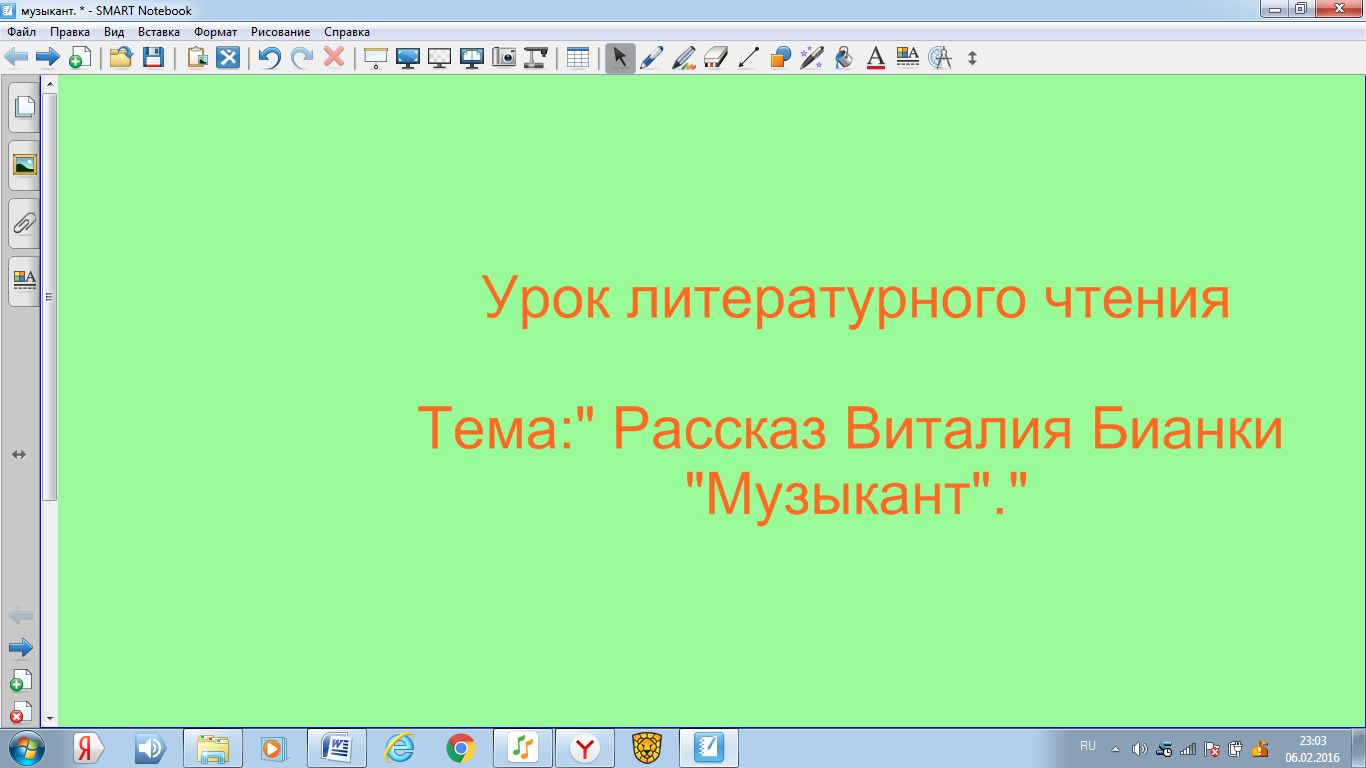 музыкант. * - SMART Notebook
Файл Правка Вид Вставка Формат Рисование Справка
Урок литературного чтения
Тема:" Рассказ Виталия Бианки
"Музыкант"."
RU
23:03
06.02.2016